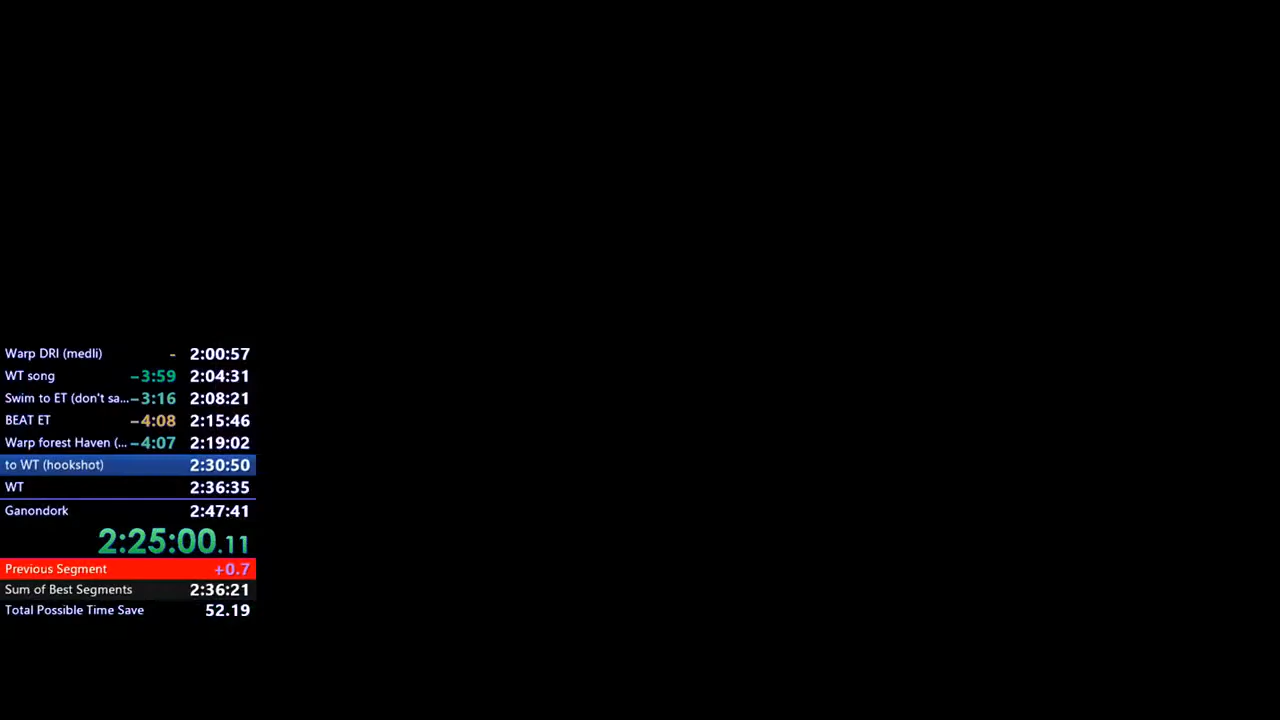 Warp DRI (medli) - 2:00:57
WT song -3:59 2:04:31
Swim to ET (don't sa... -3:16 2:08:21
BEAT ET -4:08 2:15:46
Warp forest Haven (... -4:07 2:19:02
to WT (hookshot) 2:30:50
WT 2:36:35
Ganondork 2:47:41
2:25:00.11
Previous Segment +0.7
Sum of Best Segments 2:36:21
Total Possible Time Save 52.19